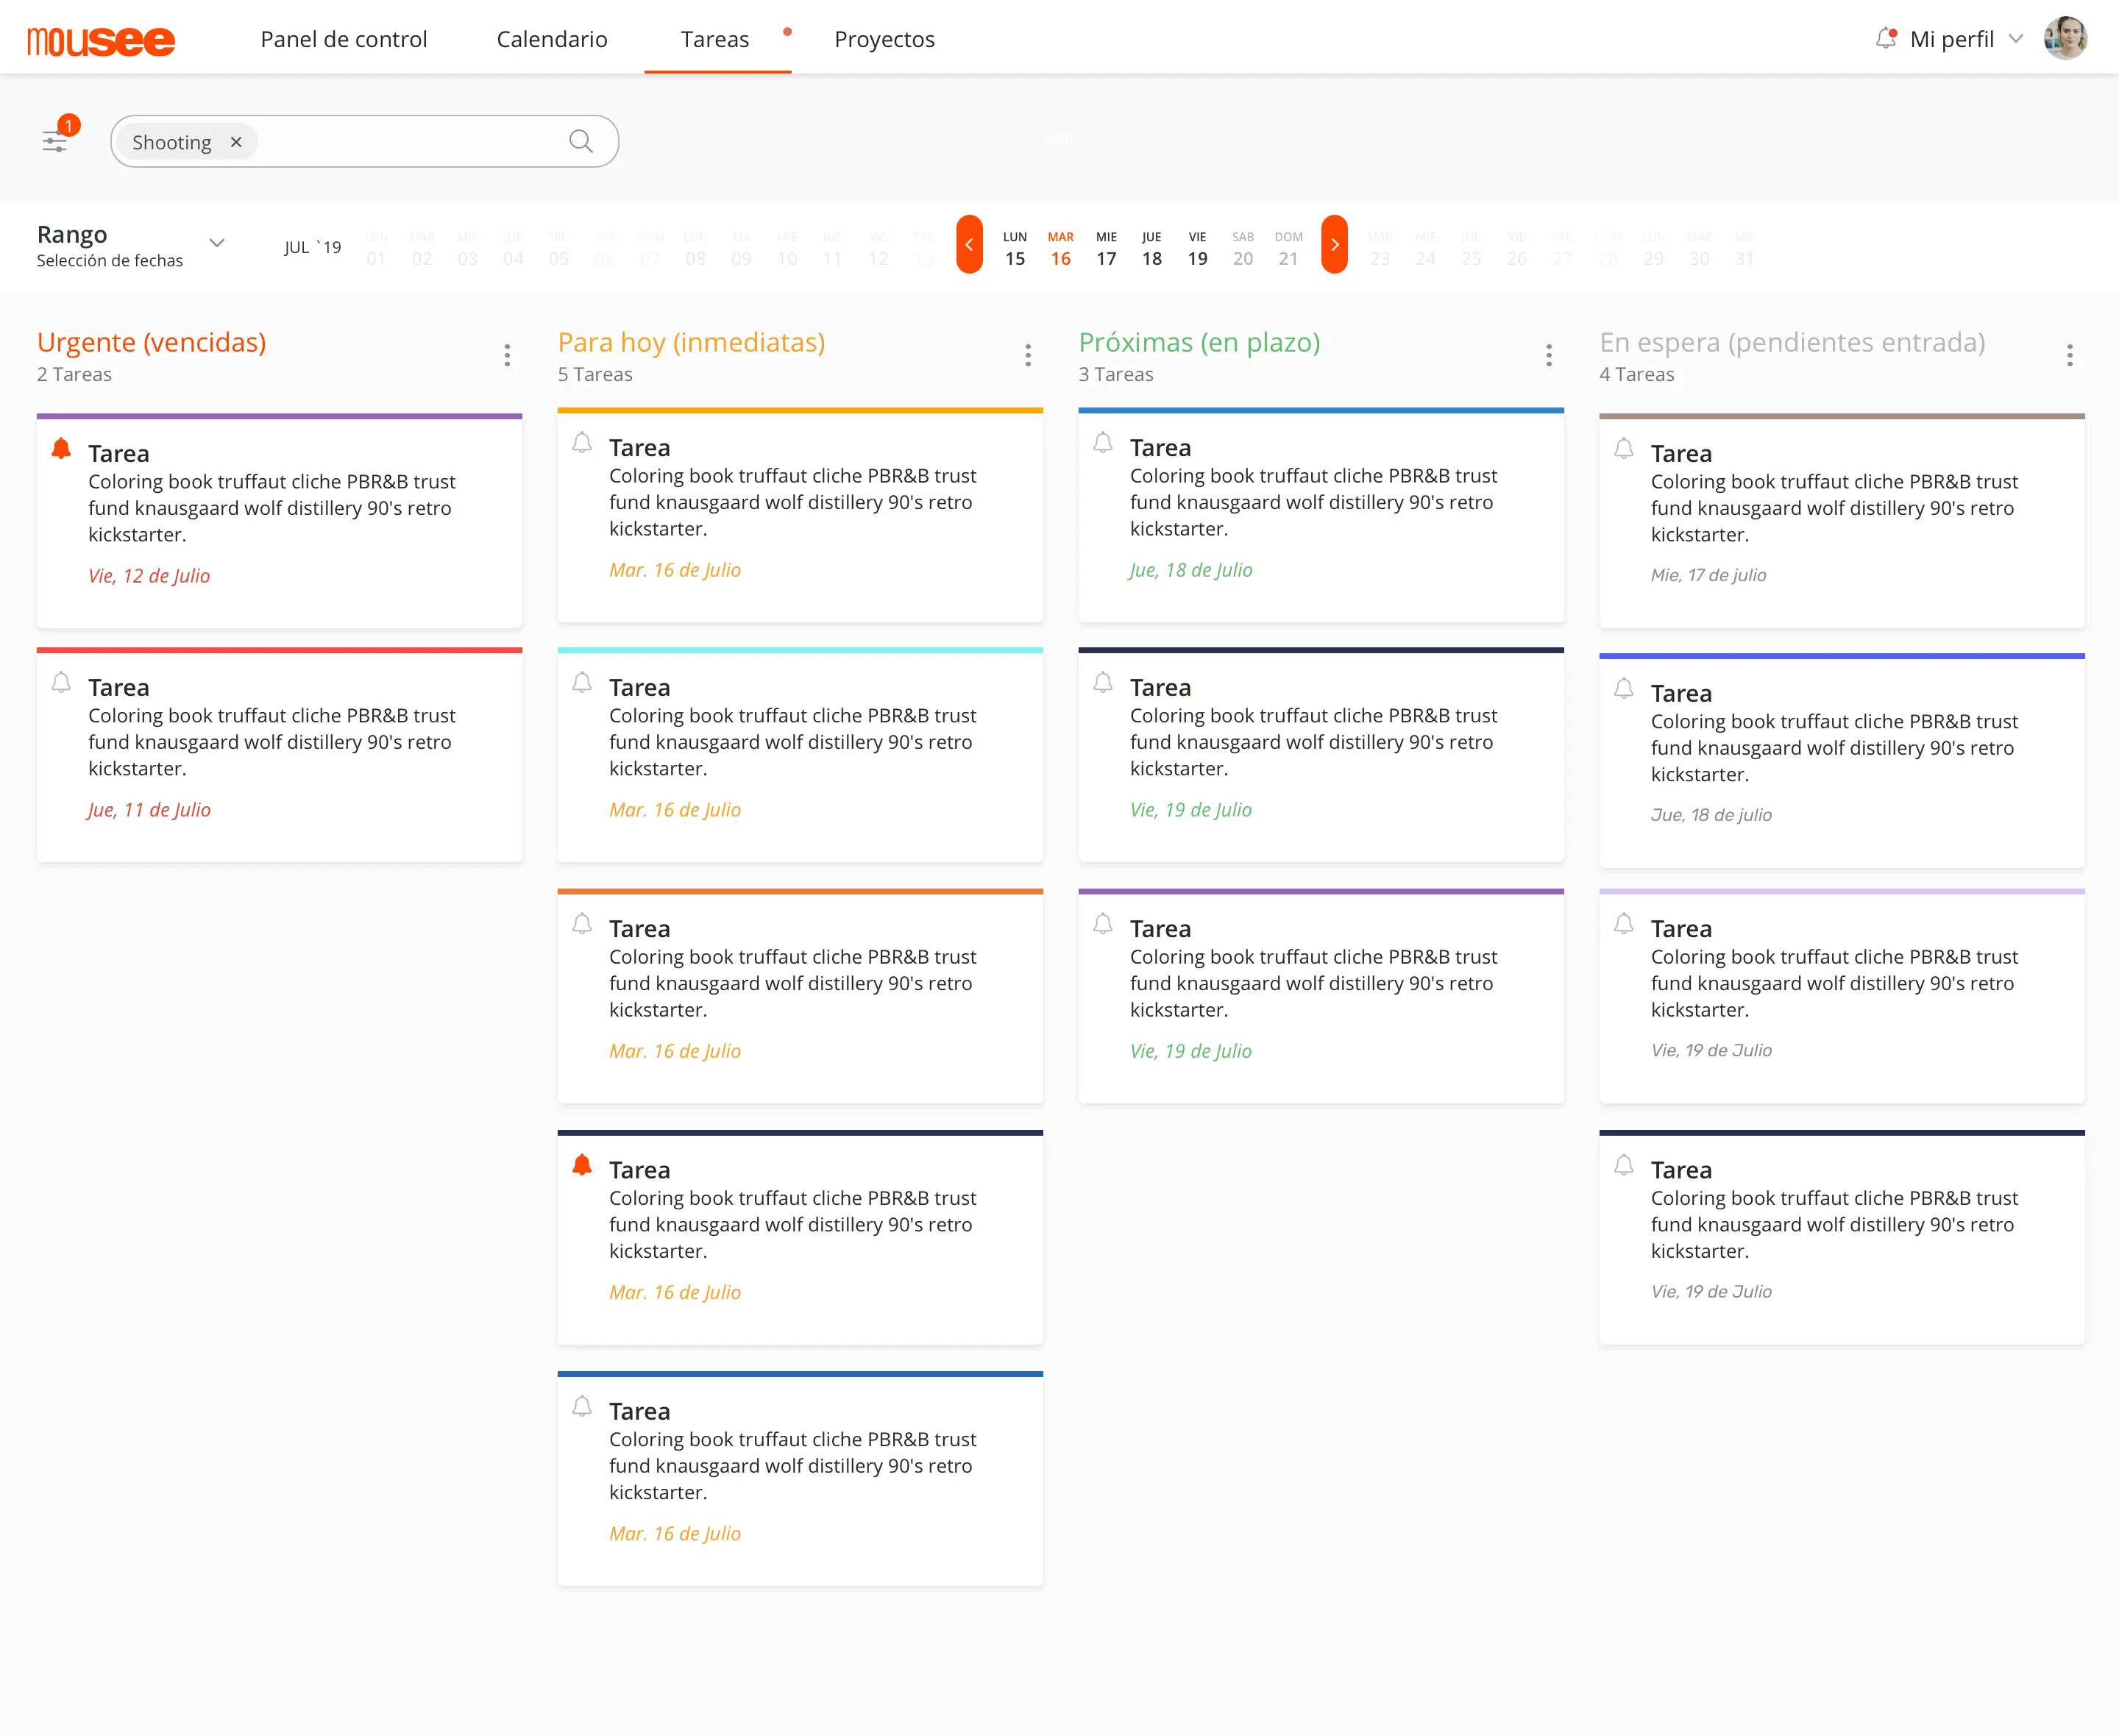 mousee
Panel de control
Calendario
Tareas
Proyectos
Mi perfil
1
Shooting
Rango
Selección de fechas
JUL `19
LUN MAR MIE JUE VIE SAB DOM LUN MA MIE JUE VIE SAB
01 02 03 04 05 06 07 08 09 10 11 12 13
LUN MAR MIE JUE VIE SAB DOM
15 16 17 18 19 20 21
MAR MIE JUE VIE SAB DOM LUN MAR MIE
23 24 25 26 27 28 29 30 31
Urgente (vencidas)
2 Tareas
Tarea
Coloring book truffaut cliche PBR&B trust
fund knausgaard wolf distillery 90's retro
kickstarter.
Vie, 12 de Julio
Tarea
Coloring book truffaut cliche PBR&B trust
fund knausgaard wolf distillery 90's retro
kickstarter.
Jue, 11 de Julio
Para hoy (inmediatas)
5 Tareas
Tarea
Coloring book truffaut cliche PBR&B trust
fund knausgaard wolf distillery 90's retro
kickstarter.
Mar. 16 de Julio
Tarea
Coloring book truffaut cliche PBR&B trust
fund knausgaard wolf distillery 90's retro
kickstarter.
Mar. 16 de Julio
Tarea
Coloring book truffaut cliche PBR&B trust
fund knausgaard wolf distillery 90's retro
kickstarter.
Mar. 16 de Julio
Tarea
Coloring book truffaut cliche PBR&B trust
fund knausgaard wolf distillery 90's retro
kickstarter.
Mar. 16 de Julio
Tarea
Coloring book truffaut cliche PBR&B trust
fund knausgaard wolf distillery 90's retro
kickstarter.
Mar. 16 de Julio
Próximas (en plazo)
3 Tareas
Tarea
Coloring book truffaut cliche PBR&B trust
fund knausgaard wolf distillery 90's retro
kickstarter.
Jue, 18 de Julio
Tarea
Coloring book truffaut cliche PBR&B trust
fund knausgaard wolf distillery 90's retro
kickstarter.
Vie, 19 de Julio
Tarea
Coloring book truffaut cliche PBR&B trust
fund knausgaard wolf distillery 90's retro
kickstarter.
Vie, 19 de Julio
En espera (pendientes entrada)
4 Tareas
Tarea
Coloring book truffaut cliche PBR&B trust
fund knausgaard wolf distillery 90's retro
kickstarter.
Mie, 17 de julio
Tarea
Coloring book truffaut cliche PBR&B trust
fund knausgaard wolf distillery 90's retro
kickstarter.
Jue, 18 de julio
Tarea
Coloring book truffaut cliche PBR&B trust
fund knausgaard wolf distillery 90's retro
kickstarter.
Vie, 19 de Julio
Tarea
Coloring book truffaut cliche PBR&B trust
fund knausgaard wolf distillery 90's retro
kickstarter.
Vie, 19 de Julio